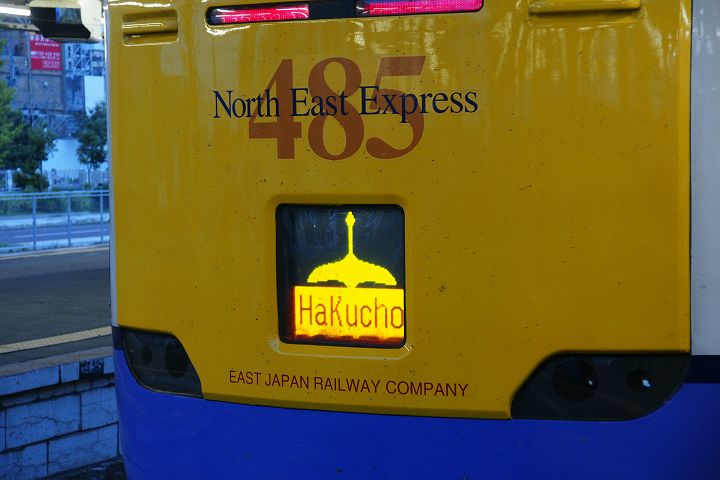 485
North East Express
HaKucho
EAST JAPAN RAILWAY COMPANY